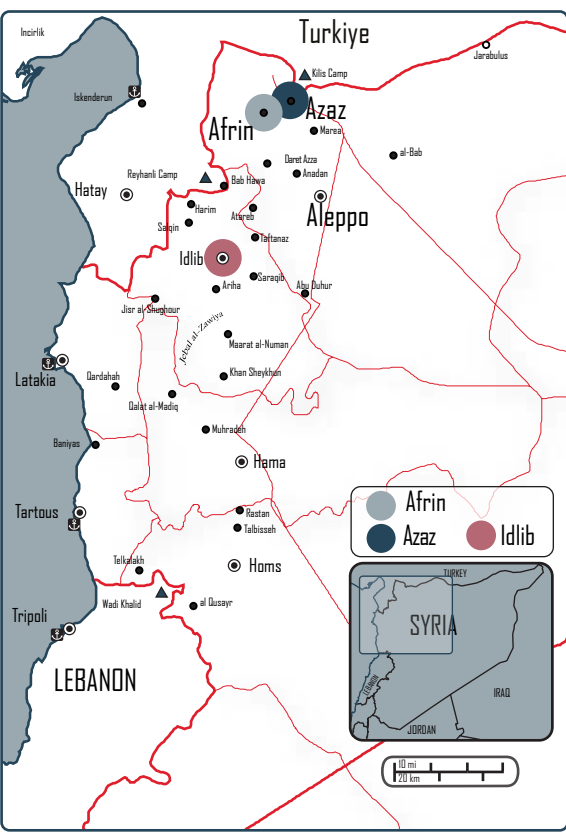 Incirlik
Turkiye
Jarabulus
Kilis Camp
Iskenderun
Azaz
Afrin
Marea
al-Bab
Daret Azza
Anadan
Reyhanli Camp
Bab Hawa
Hatay
Harim
Atareb
Aleppo
Salqin
Taftanaz
Idlib
Saraqib
Ariha
Abu Duhur
Jisr al-Shughour
Jebal al-Zawiya
Maarat al-Numan
Latakia
Qardahah
Khan Sheykhun
Qalat al-Madiq
Muhradeh
Baniyas
Hama
Tartous
Rastan
Talbisseh
Afrin
Azaz
Idlib
Telkalakh
Homs
Wadi Khalid
al Qusayr
Tripoli
LEBANON
TURKEY
SYRIA
LEBANON
IRAQ
JORDAN
10 mi
20 km